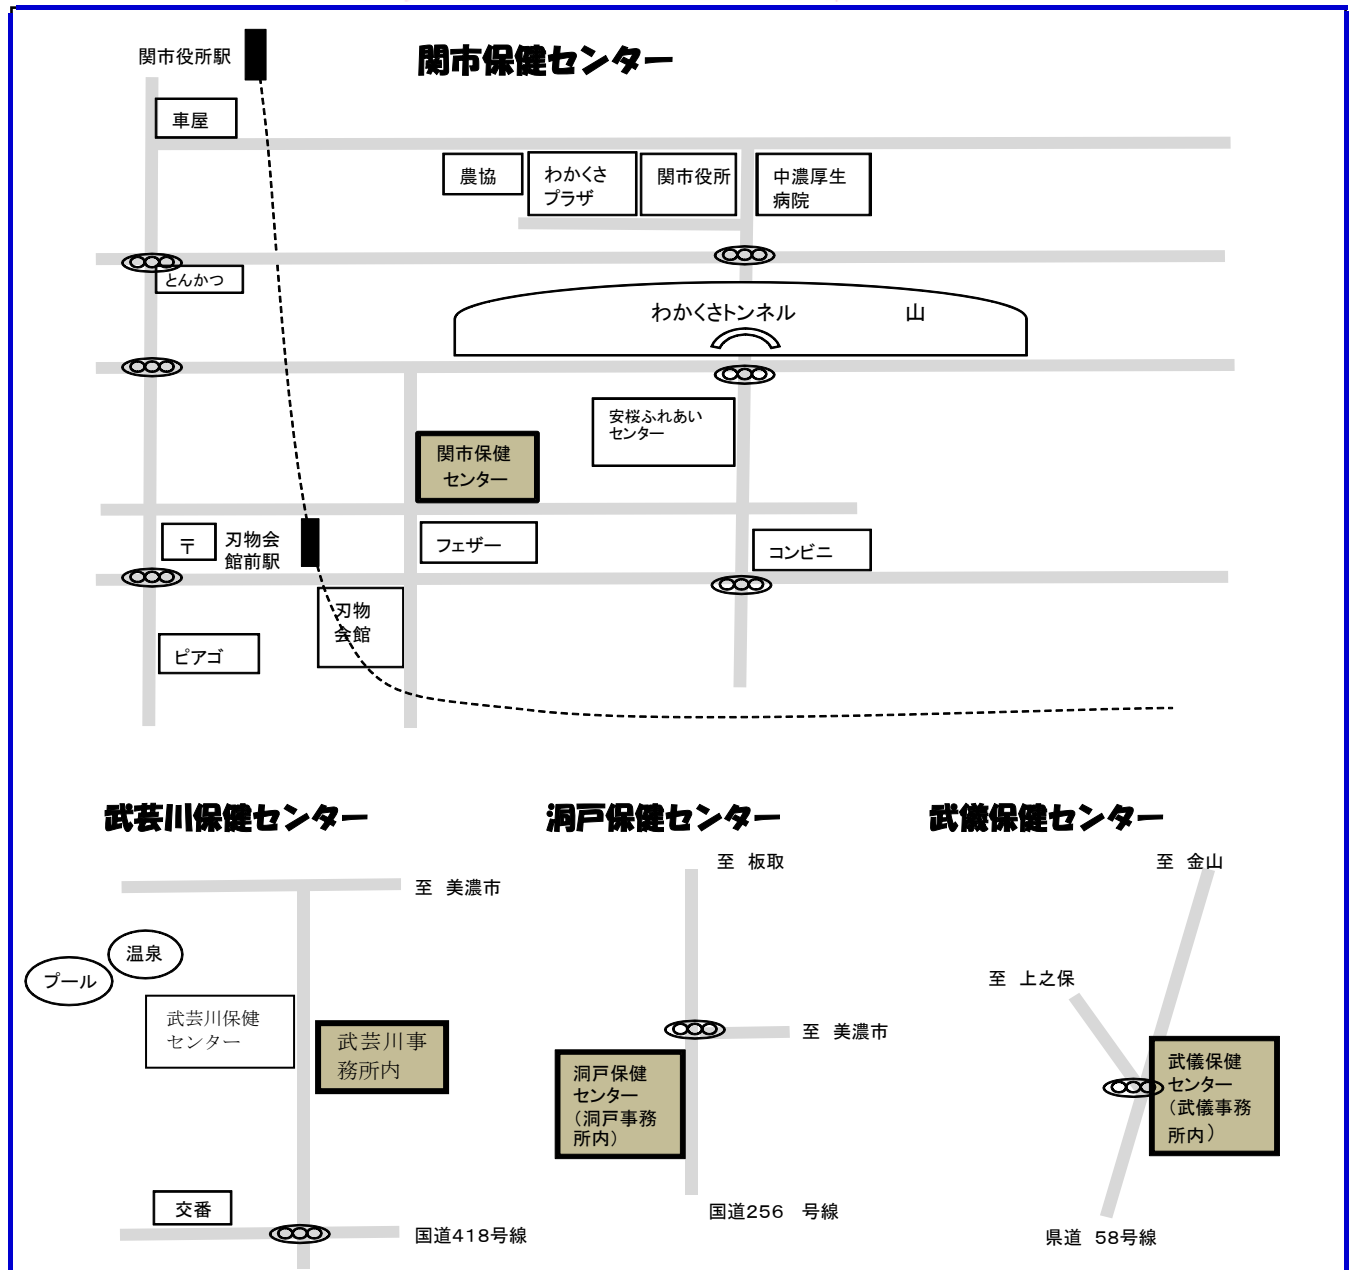 関市役所駅
関市保健センター
車屋
農協
わかくさ
プラザ
関市役所
中濃厚生
病院
とんかつ
わかくさトンネル　山
安桜ふれあい
センター
関市保健
センター
〒
刃物会
館前駅
フェザー
コンビニ
刃物
会館
ピアゴ
武芸川保健センター
至 美濃市
温泉
プール
武芸川保健
センター
武芸川事
務所内
交番
国道418号線
洞戸保健センター
至 板取
至 美濃市
洞戸保健
センター
（洞戸事務
所内）
国道256 号線
武儀保健センター
至 金山
至 上之保
武儀保健
センター
（武儀事務
所内）
県道 58号線